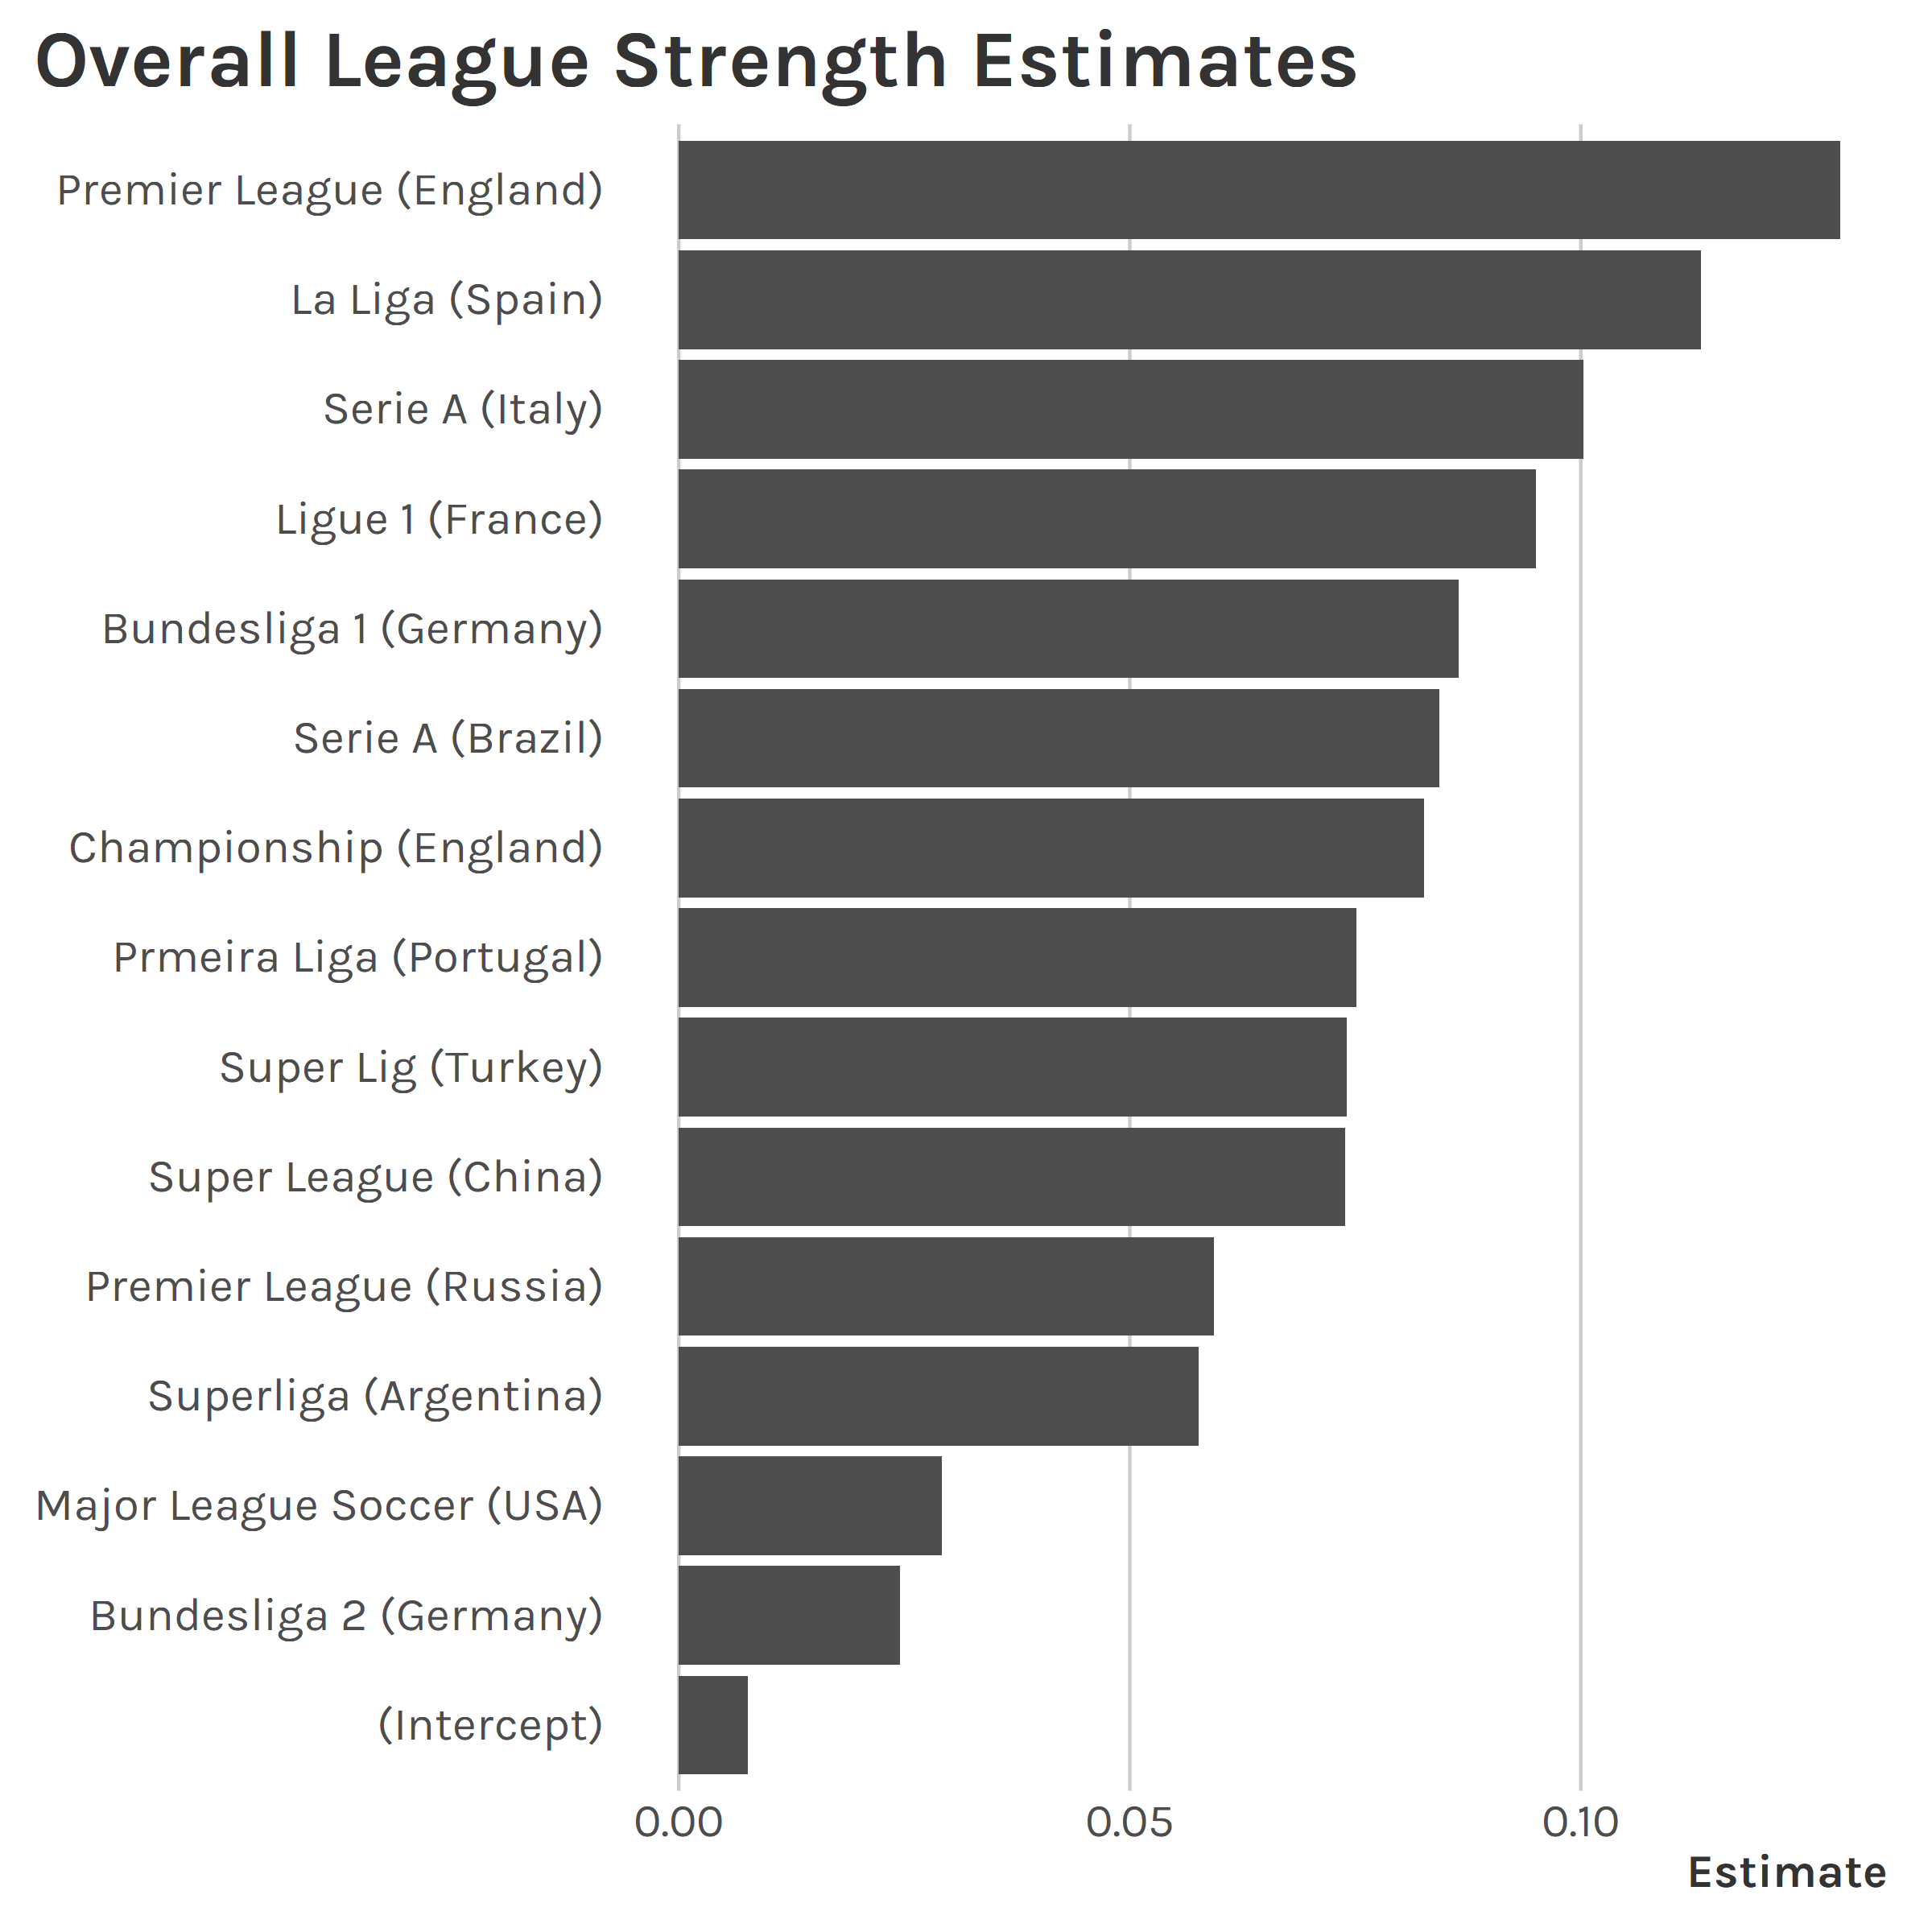 Overall League Strength Estimates
Premier League (England)
La Liga (Spain)
Serie A (Italy)
Ligue 1 (France)
Bundesliga 1 (Germany)
Serie A (Brazil)
Championship (England)
Prmeira Liga (Portugal)
Super Lig (Turkey)
Super League (China)
Premier League (Russia)
Superliga (Argentina)
Major League Soccer (USA)
Bundesliga 2 (Germany)
(Intercept)
0.00 0.05 0.10
Estimate